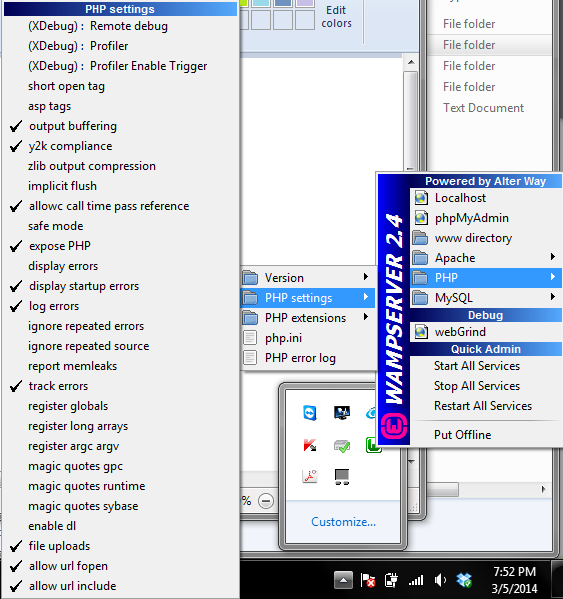 PHP settings
(XDebug) : Remote debug
(XDebug) : Profiler
(XDebug) : Profiler Enable Trigger
short open tag
asp tags
output buffering
y2k compliance
zlib output compression
implicit flush
allowc call time pass reference
safe mode
expose PHP
display errors
display startup errors
log errors
ignore repeated errors
ignore repeated source
report memleaks
track errors
register globals
register long arrays
register argc argv
magic quotes gpc
magic quotes runtime
magic quotes sybase
enable dl
file uploads
allow url fopen
allow url include
Edit
colors
File folder
File folder
File folder
File folder
Text Document
Version
PHP settings
PHP extensions
php.ini
PHP error log
WAMPSERVER 2.4
Powered by Alter Way
Localhost
phpMyAdmin
www directory
Apache
PHP
MySQL
Debug
webGrind
Quick Admin
Start All Services
Stop All Services
Restart All Services
Put Offline
%
Customize...
7:52 PM
3/5/2014